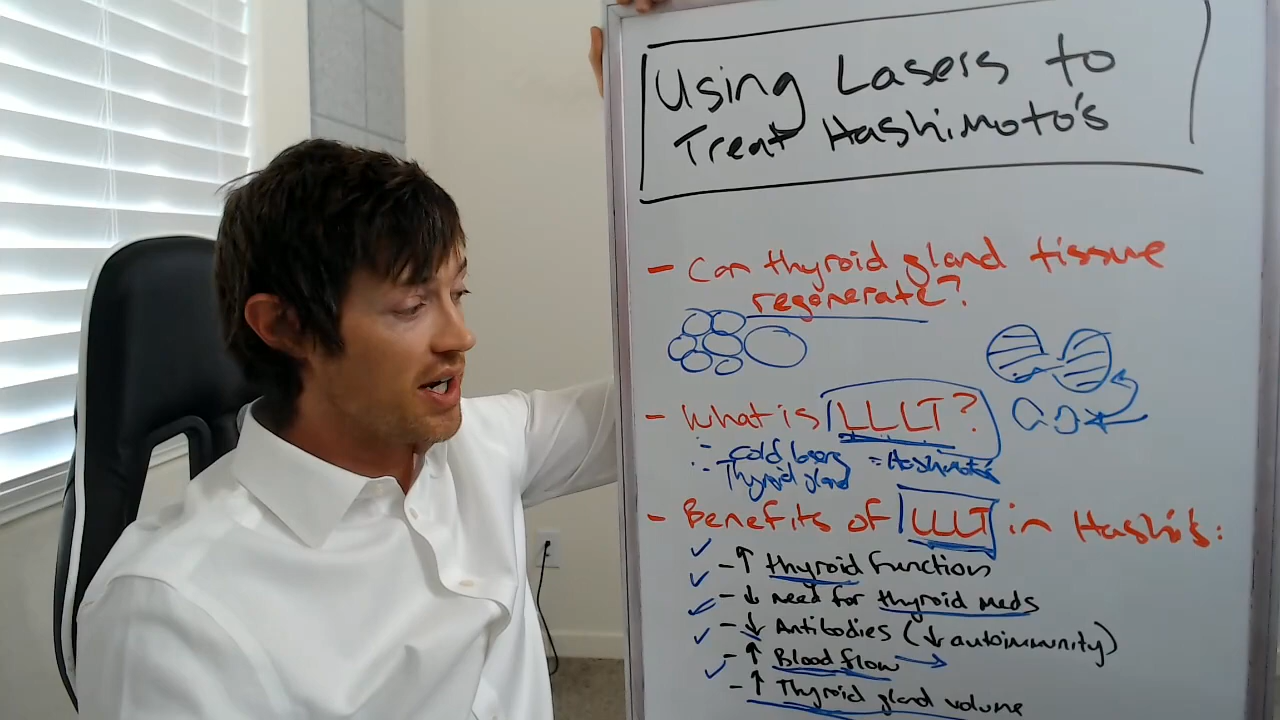 Using Lasers to
Treat Hashimoto's
- Can thyroid gland tissue
regenerate?
- What is LLLT?
- cold lasers = Hashimoto's
- Thyroid gland
- Benefits of LLLT in Hashi's:
- ↑ thyroid function
- ↓ need for thyroid meds
- ↓ Antibodies (↓ autoimmunity)
- ↑ Blood flow →
- ↑ Thyroid gland volume